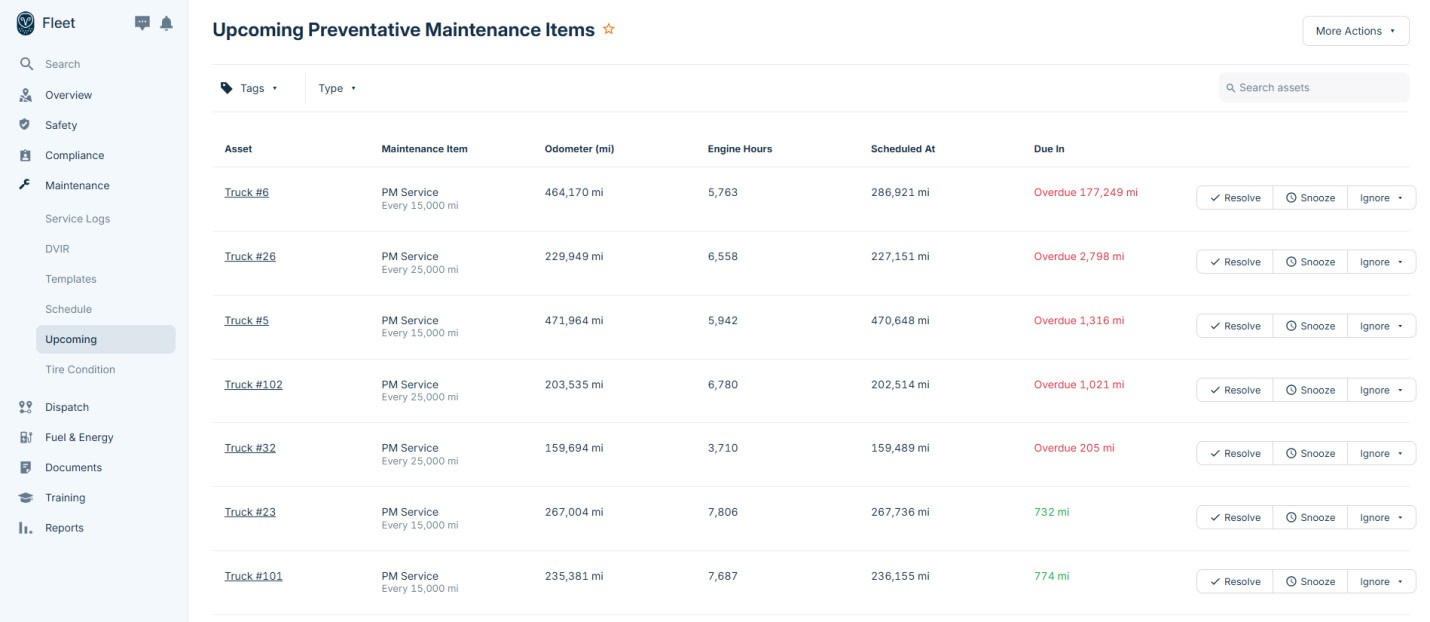 Fleet
Search
Overview
Safety
Compliance
Maintenance
Service Logs
DVIR
Templates
Schedule
Upcoming
Tire Condition
Dispatch
Fuel & Energy
Documents
Training
Reports
Upcoming Preventative Maintenance Items
More Actions
Tags Type Search assets
Asset Maintenance Item Odometer (mi) Engine Hours Scheduled At Due In
Truck #6 PM Service 464,170 mi 5,763 286,921 mi Overdue 177,249 mi Resolve Snooze Ignore
Every 15,000 mi
Truck #26 PM Service 229,949 mi 6,558 227,151 mi Overdue 2,798 mi Resolve Snooze Ignore
Every 25,000 mi
Truck #5 PM Service 471,964 mi 5,942 470,648 mi Overdue 1,316 mi Resolve Snooze Ignore
Every 15,000 mi
Truck #102 PM Service 203,535 mi 6,780 202,514 mi Overdue 1,021 mi Resolve Snooze Ignore
Every 25,000 mi
Truck #32 PM Service 159,694 mi 3,710 159,489 mi Overdue 205 mi Resolve Snooze Ignore
Every 25,000 mi
Truck #23 PM Service 267,004 mi 7,806 267,736 mi 732 mi Resolve Snooze Ignore
Every 15,000 mi
Truck #101 PM Service 235,381 mi 7,687 236,155 mi 774 mi Resolve Snooze Ignore
Every 15,000 mi